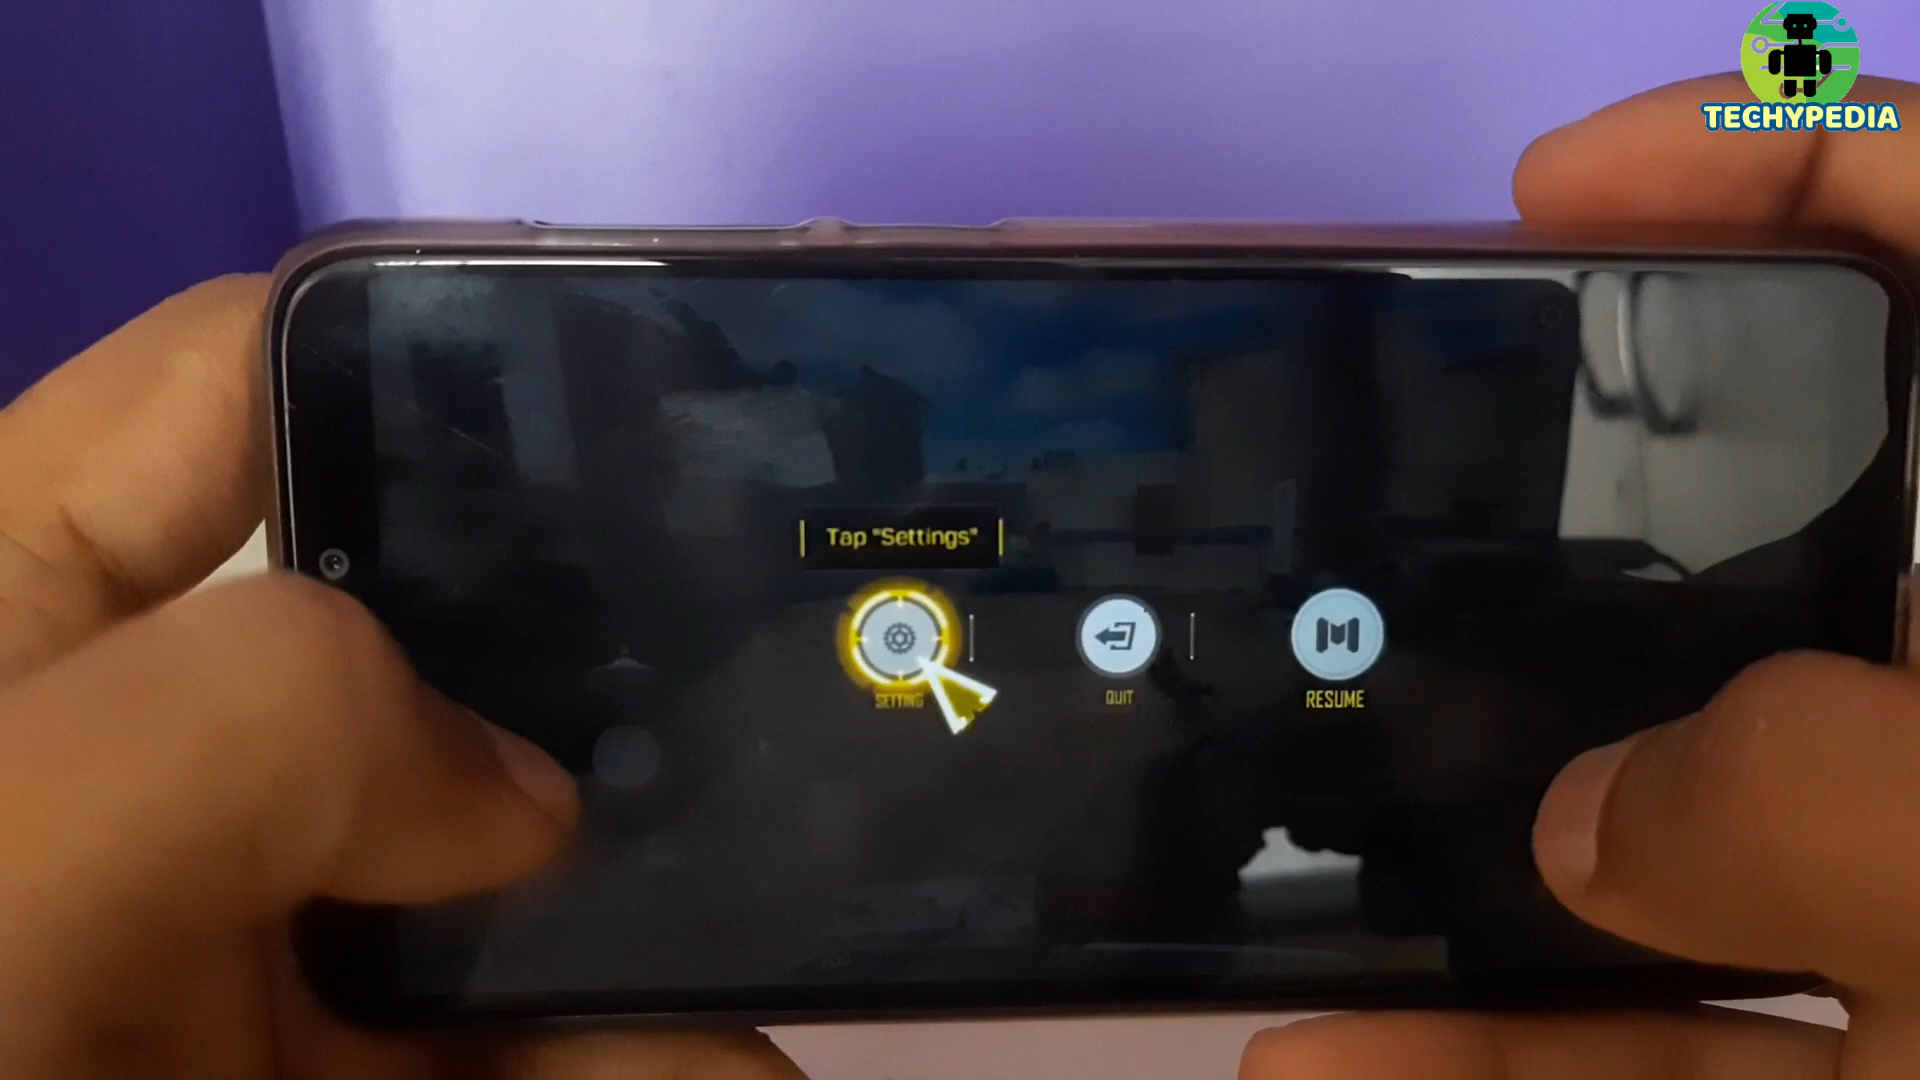 TECHYPEDIA
Tap "Settings"
SETTING
QUIT
RESUME